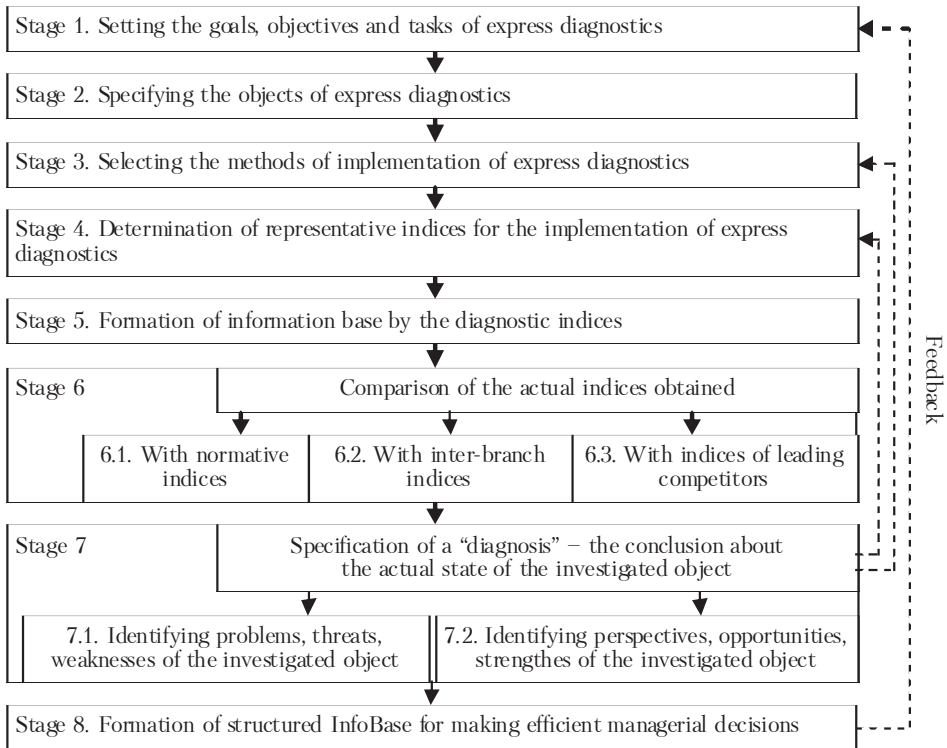 Stage 1. Setting the goals, objectives and tasks of express diagnostics
Stage 2. Specifying the objects of express diagnostics
Stage 3. Selecting the methods of implementation of express diagnostics
Stage 4. Determination of representative indices for the implementation of express
diagnostics
Stage 5. Formation of information base by the diagnostic indices
Stage 6
Comparison of the actual indices obtained
6.1. With normative
indices
6.2. With inter-branch
indices
6.3. With indices of leading
competitors
Stage 7
Specification of a “diagnosis” – the conclusion about
the actual state of the investigated object
7.1. Identifying problems, threats,
weaknesses of the investigated object
7.2. Identifying perspectives, opportunities,
strengthes of the investigated object
Stage 8. Formation of structured InfoBase for making efficient managerial decisions
Feedback